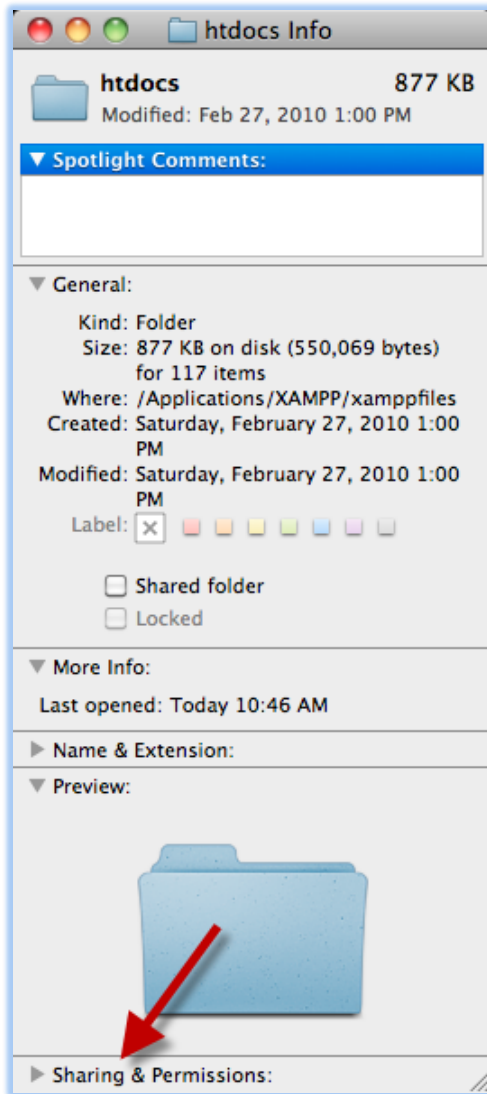 htdocs Info
htdocs 877 KB
Modified: Feb 27, 2010 1:00 PM
Spotlight Comments:
General:
Kind: Folder
Size: 877 KB on disk (550,069 bytes)
for 117 items
Where: /Applications/XAMPP/xamppfiles
Created: Saturday, February 27, 2010 1:00
PM
Modified: Saturday, February 27, 2010 1:00
PM
Label:
Shared folder
Locked
More Info:
Last opened: Today 10:46 AM
Name & Extension:
Preview:
Sharing & Permissions: